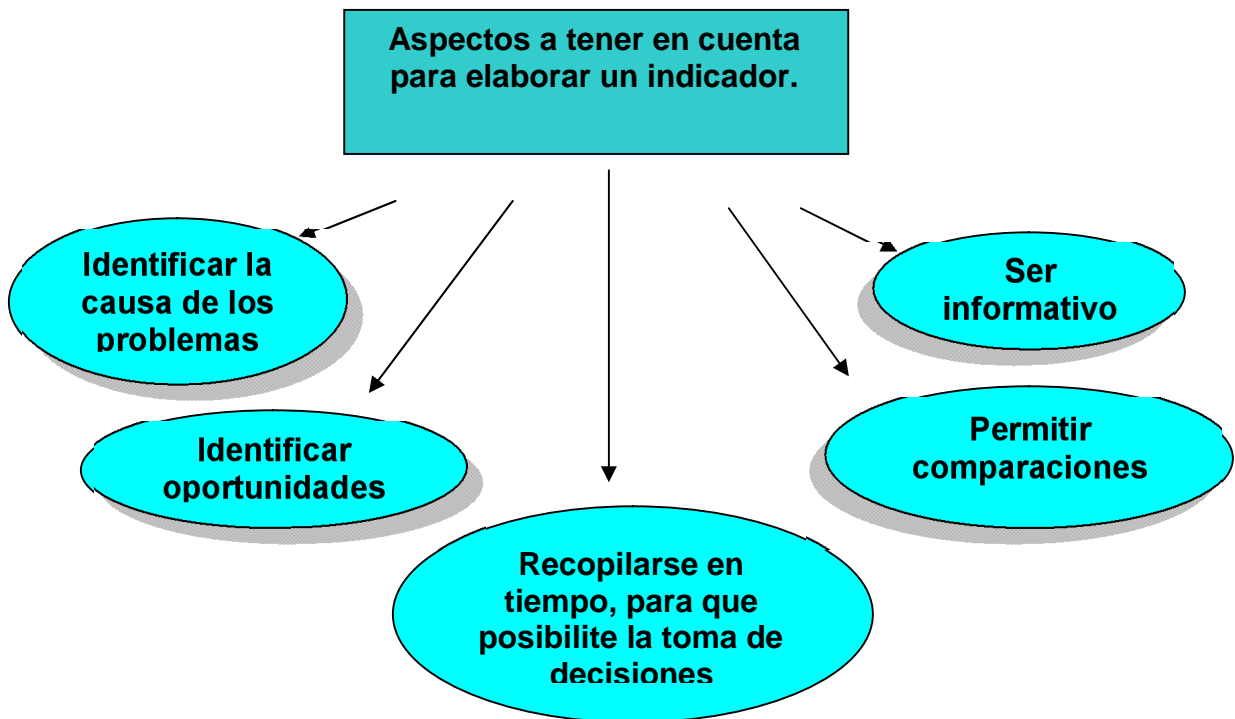 Aspectos a tener en cuenta
para elaborar un indicador.
Identificar la
causa de los
problemas
Ser
informativo
Identificar
oportunidades
Permitir
comparaciones
Recopilarse en
tiempo, para que
posibilite la toma de
decisiones